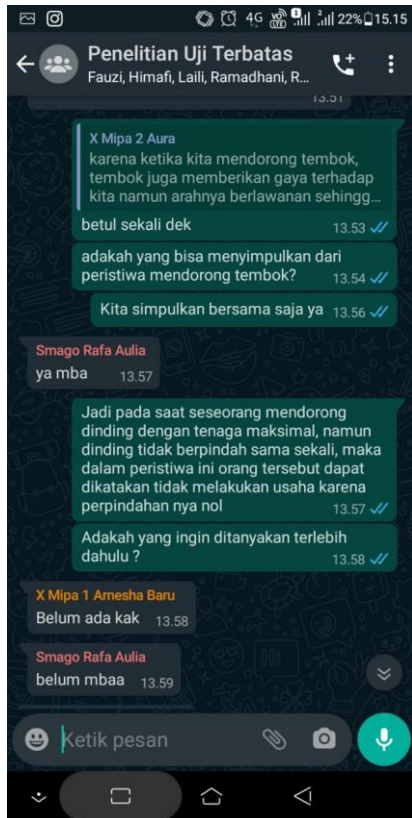 4G VoLTE 1 2 22% 15.15
Penelitian Uji Terbatas
Fauzi, Himafi, Laili, Ramadhani, R...
13.51
X Mipa 2 Aura
karena ketika kita mendorong tembok,
tembok juga memberikan gaya terhadap
kita namun arahnya berlawanan sehingg...
betul sekali dek 13.53
adakah yang bisa menyimpulkan dari
peristiwa mendorong tembok? 13.54
Kita simpulkan bersama saja ya 13.56
Smago Rafa Aulia
ya mba 13.57
Jadi pada saat seseorang mendorong
dinding dengan tenaga maksimal, namun
dinding tidak berpindah sama sekali, maka
dalam peristiwa ini orang tersebut dapat
dikatakan tidak melakukan usaha karena
perpindahan nya nol 13.57
Adakah yang ingin ditanyakan terlebih
dahulu ? 13.58
X Mipa 1 Arnesha Baru
Belum ada kak 13.58
Smago Rafa Aulia
belum mbaa 13.59
Ketik pesan